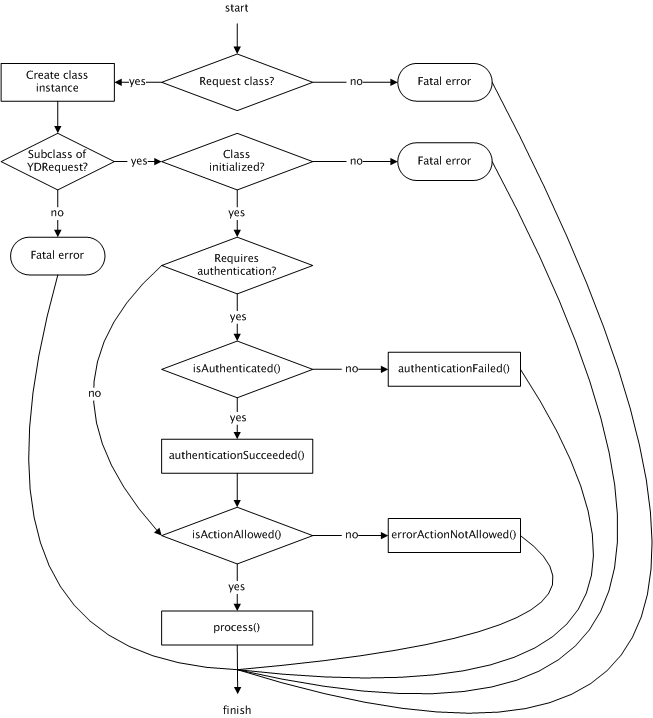 start
Create class
instance
yes
Request class?
no
Fatal error
Subclass of
YDRequest?
yes
Class
initialized?
no
Fatal error
no
yes
Fatal error
Requires
authentication?
yes
isAuthenticated()
no
authenticationFailed()
no
yes
authenticationSucceeded()
isActionAllowed()
no
errorActionNotAllowed()
yes
process()
finish